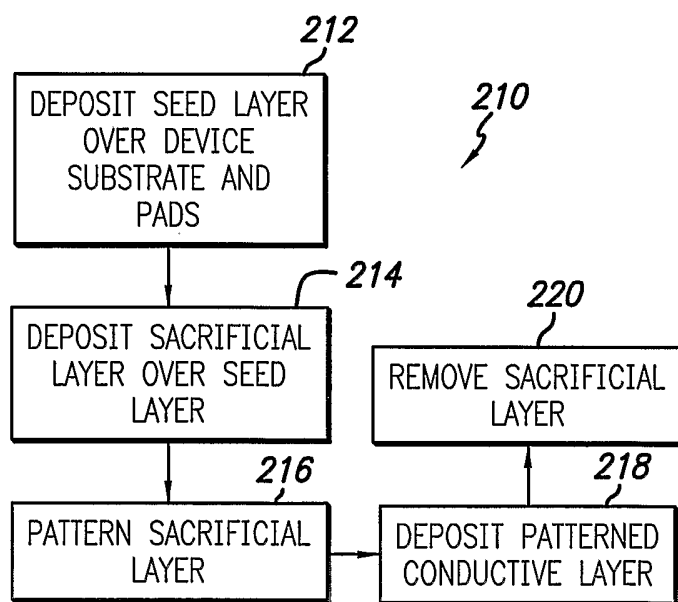 212
DEPOSIT SEED LAYER
OVER DEVICE
SUBSTRATE AND
PADS
210
214
DEPOSIT SACRIFICIAL
LAYER OVER SEED
LAYER
216
PATTERN SACRIFICIAL
LAYER
218
DEPOSIT PATTERNED
CONDUCTIVE LAYER
220
REMOVE SACRIFICIAL
LAYER